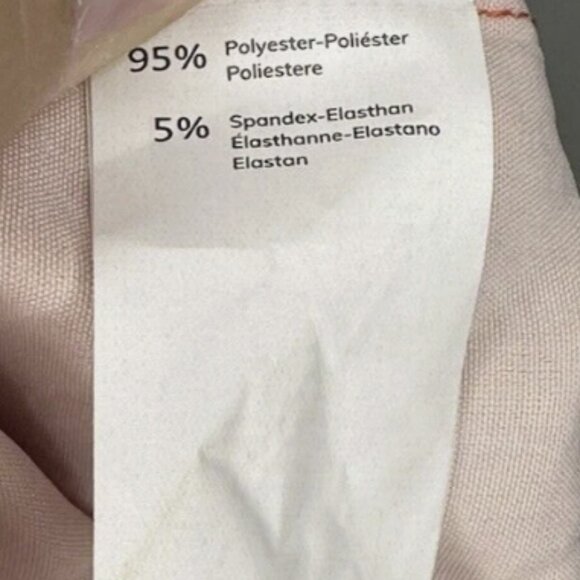 95% Polyester-Poliéster
Poliestere
5% Spandex-Elasthan
Élasthanne-Elastano
Elastan